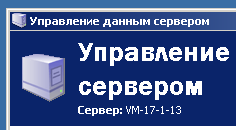 Управление данным сервером
Управление
сервером
Сервер: VM-17-1-13